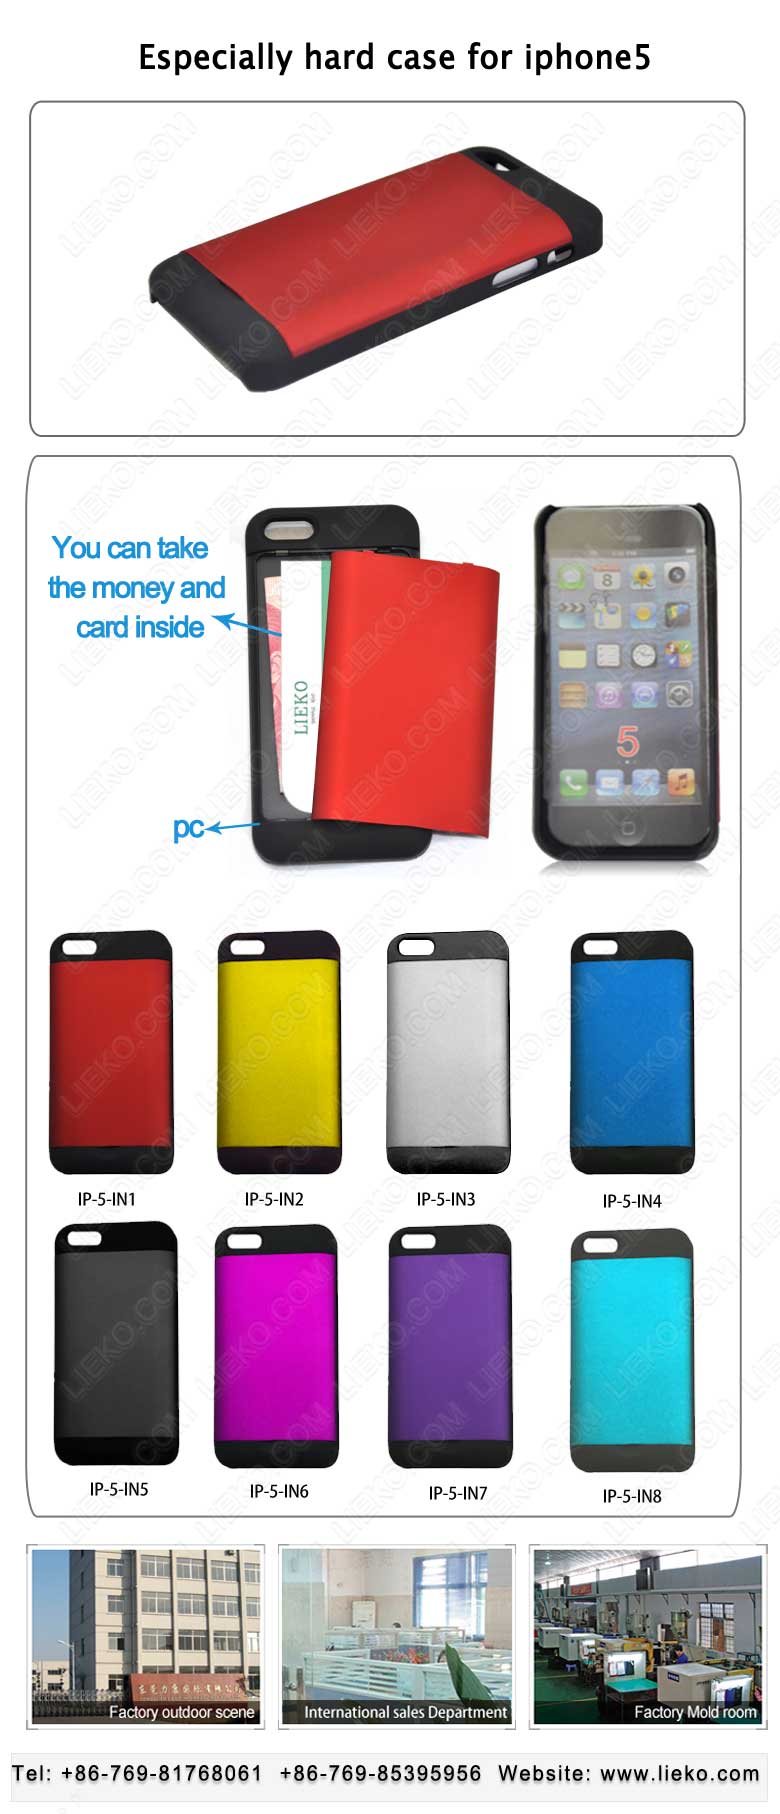 Especially hard case for iphone5
You can take
the money and
card inside
LIEKO
pc
5
IP-5-IN1
IP-5-IN2
IP-5-IN3
IP-5-IN4
IP-5-IN5
IP-5-IN6
IP-5-IN7
IP-5-IN8
Factory outdoor scene
International sales Department
Factory Mold room
Tel: +86-769-81768061 +86-769-85395956 Website: www.lieko.com
LIEKO.COM